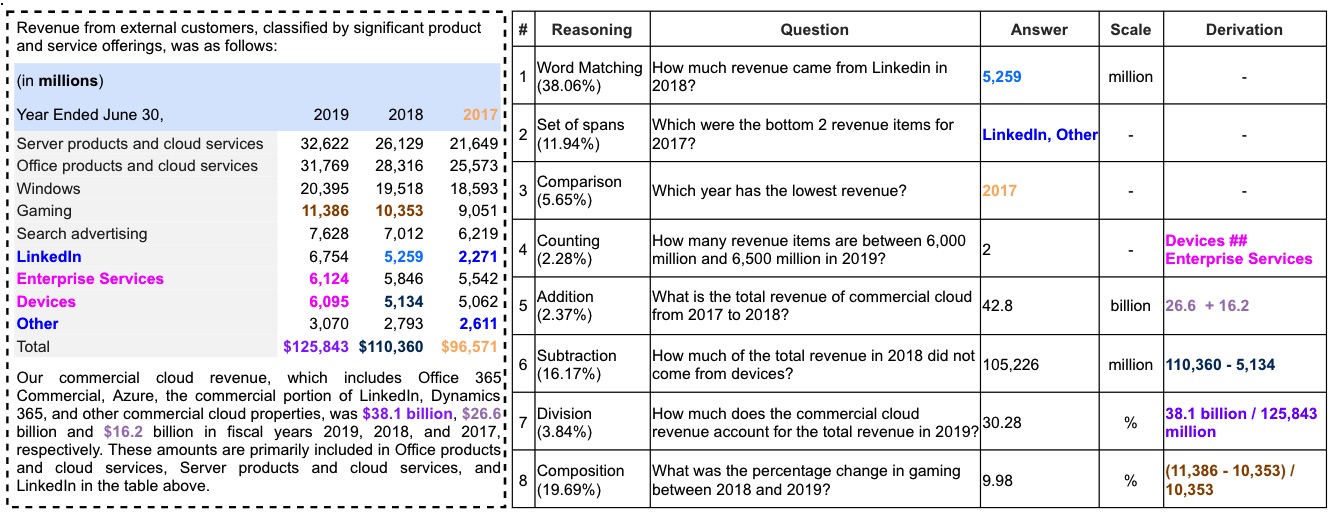 Revenue from external customers, classified by significant product
and service offerings, was as follows:
(in millions)
Year Ended June 30, 2019 2018 2017
Server products and cloud services 32,622 26,129 21,649
Office products and cloud services 31,769 28,316 25,573
Windows 20,395 19,518 18,593
Gaming 11,386 10,353 9,051
Search advertising 7,628 7,012 6,219
LinkedIn 6,754 5,259 2,271
Enterprise Services 6,124 5,846 5,542
Devices 6,095 5,134 5,062
Other 3,070 2,793 2,611
Total $125,843 $110,360 $96,571
Our commercial cloud revenue, which includes Office 365
Commercial, Azure, the commercial portion of LinkedIn, Dynamics
365, and other commercial cloud properties, was $38.1 billion, $26.6
billion and $16.2 billion in fiscal years 2019, 2018, and 2017,
respectively. These amounts are primarily included in Office products
and cloud services, Server products and cloud services, and
LinkedIn in the table above.
# Reasoning Question Answer Scale Derivation
1 Word Matching (38.06%) How much revenue came from Linkedin in 2018? 5,259 million -
2 Set of spans (11.94%) Which were the bottom 2 revenue items for 2017? LinkedIn, Other - -
3 Comparison (5.65%) Which year has the lowest revenue? 2017 - -
4 Counting (2.28%) How many revenue items are between 6,000 million and 6,500 million in 2019? 2 - Devices ## Enterprise Services
5 Addition (2.37%) What is the total revenue of commercial cloud from 2017 to 2018? 42.8 billion 26.6 + 16.2
6 Subtraction (16.17%) How much of the total revenue in 2018 did not come from devices? 105,226 million 110,360 - 5,134
7 Division (3.84%) How much does the commercial cloud revenue account for the total revenue in 2019? 30.28 % 38.1 billion / 125,843 million
8 Composition (19.69%) What was the percentage change in gaming between 2018 and 2019? 9.98 % (11,386 - 10,353) / 10,353